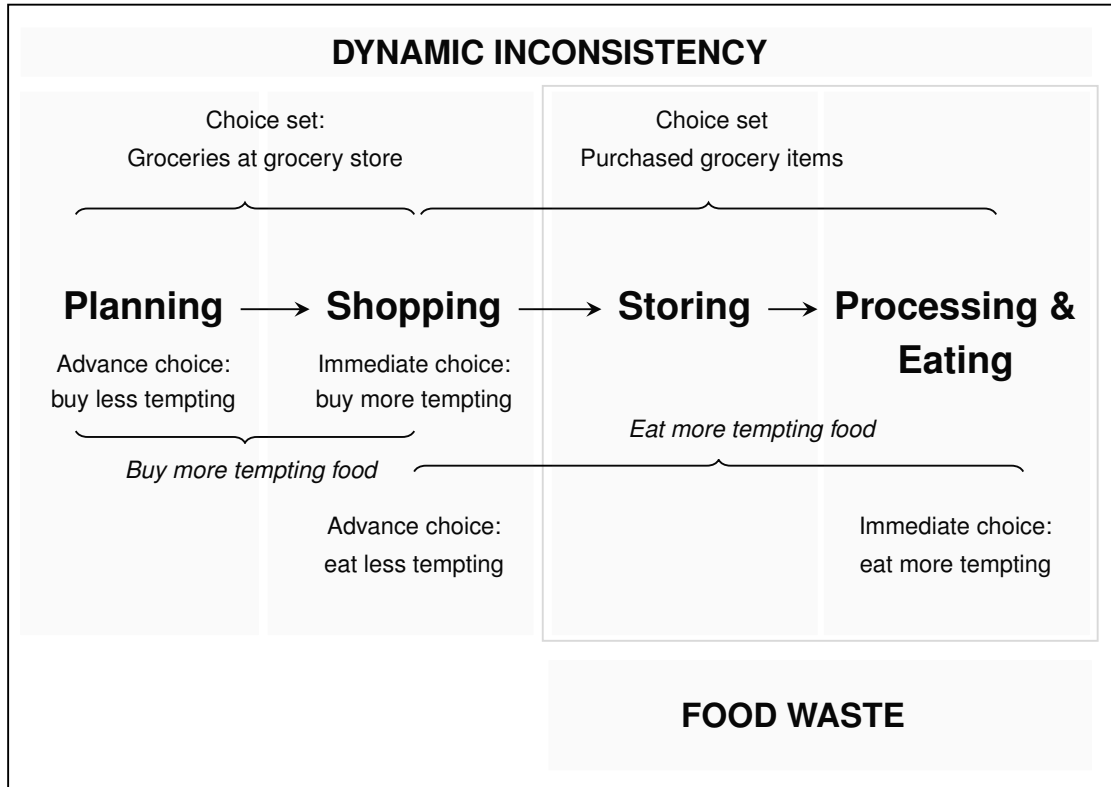 DYNAMIC INCONSISTENCY
Choice set:
Groceries at grocery store
Choice set
Purchased grocery items
Planning
Shopping
Storing
Processing &
Eating
Advance choice:
buy less tempting
Immediate choice:
buy more tempting
Buy more tempting food
Eat more tempting food
Advance choice:
eat less tempting
Immediate choice:
eat more tempting
FOOD WASTE